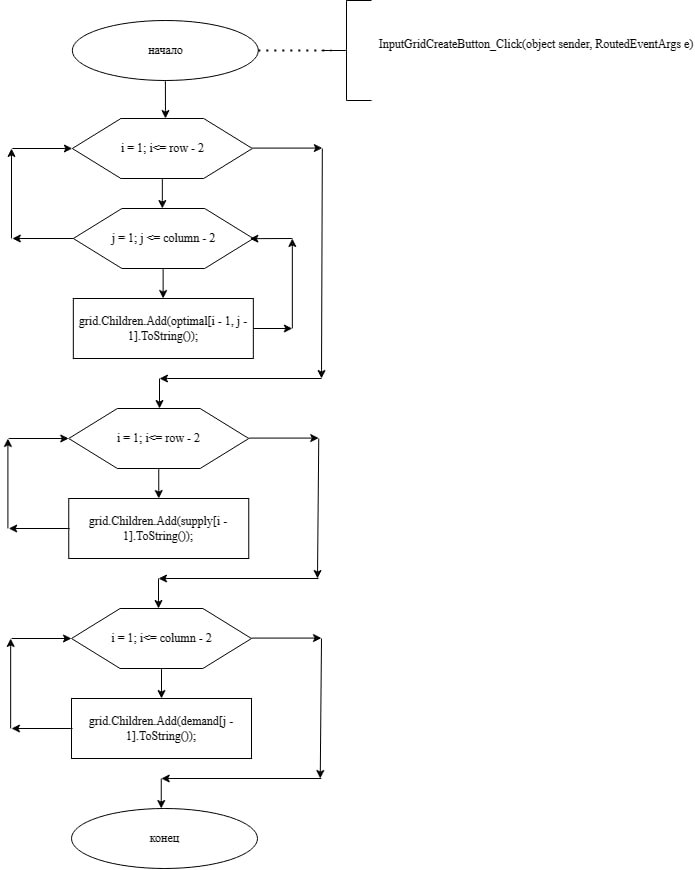 начало
InputGridCreateButton_Click(object sender, RoutedEventArgs e)
i = 1; i<= row - 2
j = 1; j <= column - 2
grid.Children.Add(optimal[i - 1, j -
1].ToString());
i = 1; i<= row - 2
grid.Children.Add(supply[i -
1].ToString());
i = 1; i<= column - 2
grid.Children.Add(demand[j -
1].ToString());
конец